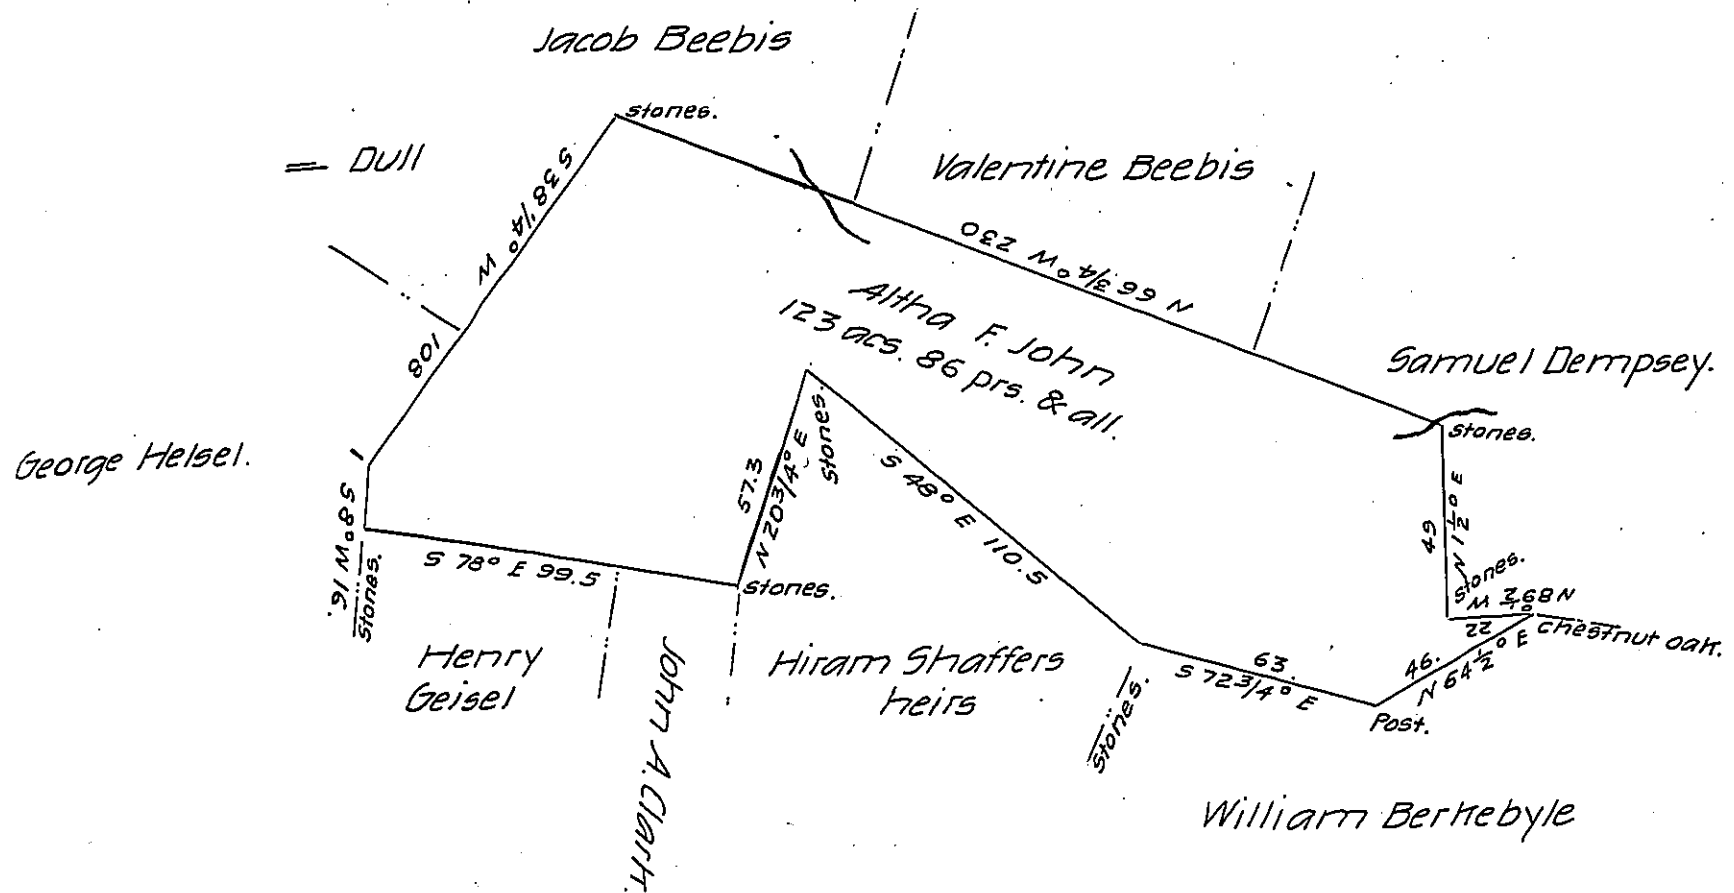 Jacob Beebis
stones.
= Dull
Valentine Beebis
S 38 1/4° W
108
N 66 3/4° W 230
Altha F. John
123 acs. 86 prs. & all.
Samuel Dempsey.
stones.
George Helsel.
S 8° W 16.
stones.
S 78° E 99.5
57.3
N 20 3/4° E
stones.
stones.
S 48° E 110.5
49
N 1 1/2° E
stones.
N 89 1/2° W
22
chestnut oak.
46.
N 64 1/2° E
63.
S 72 3/4° E
Post.
stones.
Henry
Geisel
John A. Clark.
Hiram Shaffers
heirs
William Berkebyle